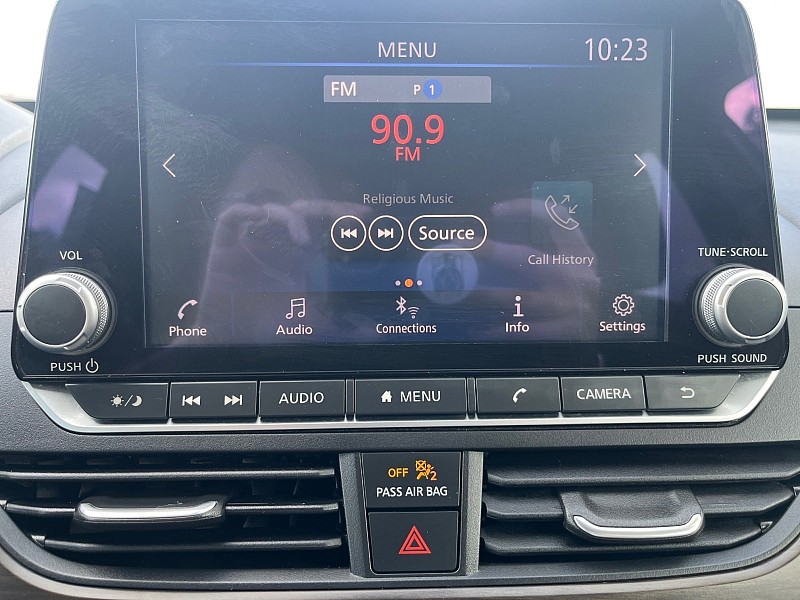 MENU 10:23
FM P 1
90.9
FM
Religious Music
Source
Call History
VOL
TUNE·SCROLL
Phone Audio Connections Info Settings
PUSH
PUSH SOUND
AUDIO MENU CAMERA
OFF 2
PASS AIR BAG